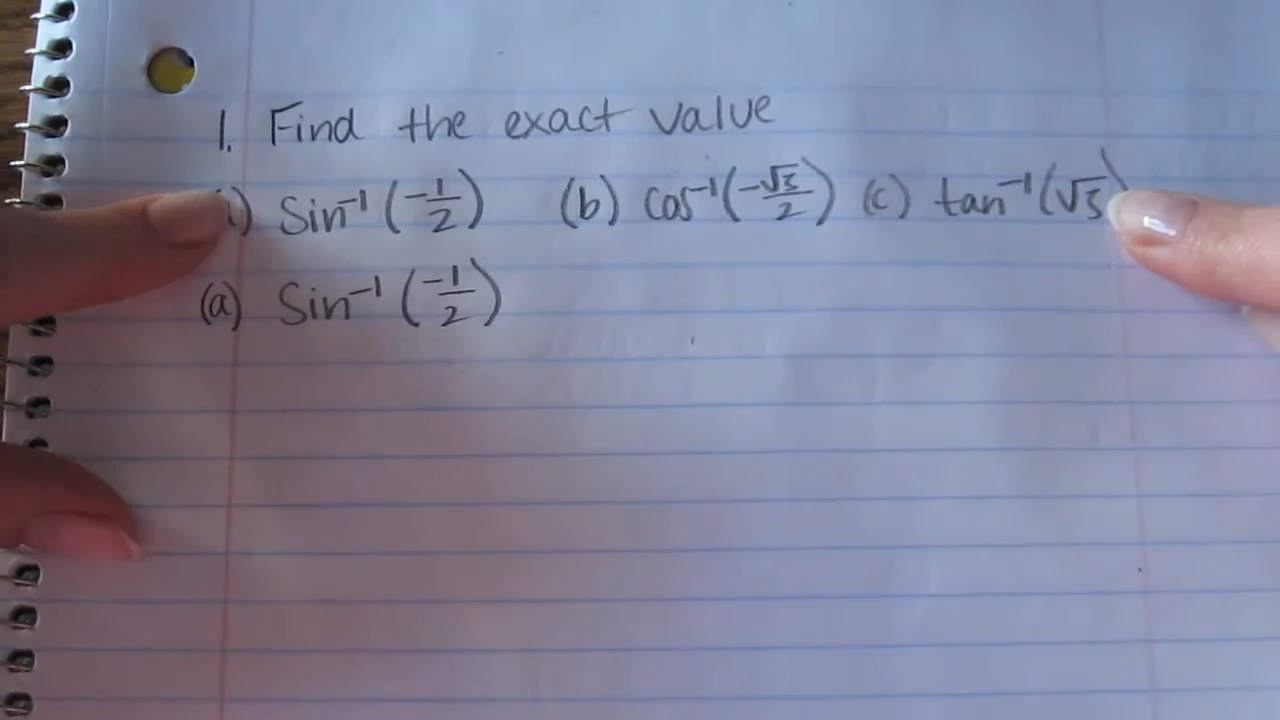 1. Find the exact value
) Sin⁻¹(-1/2) (b) cos⁻¹(-√3/2) (c) tan⁻¹(√3)
(a) Sin⁻¹(-1/2)